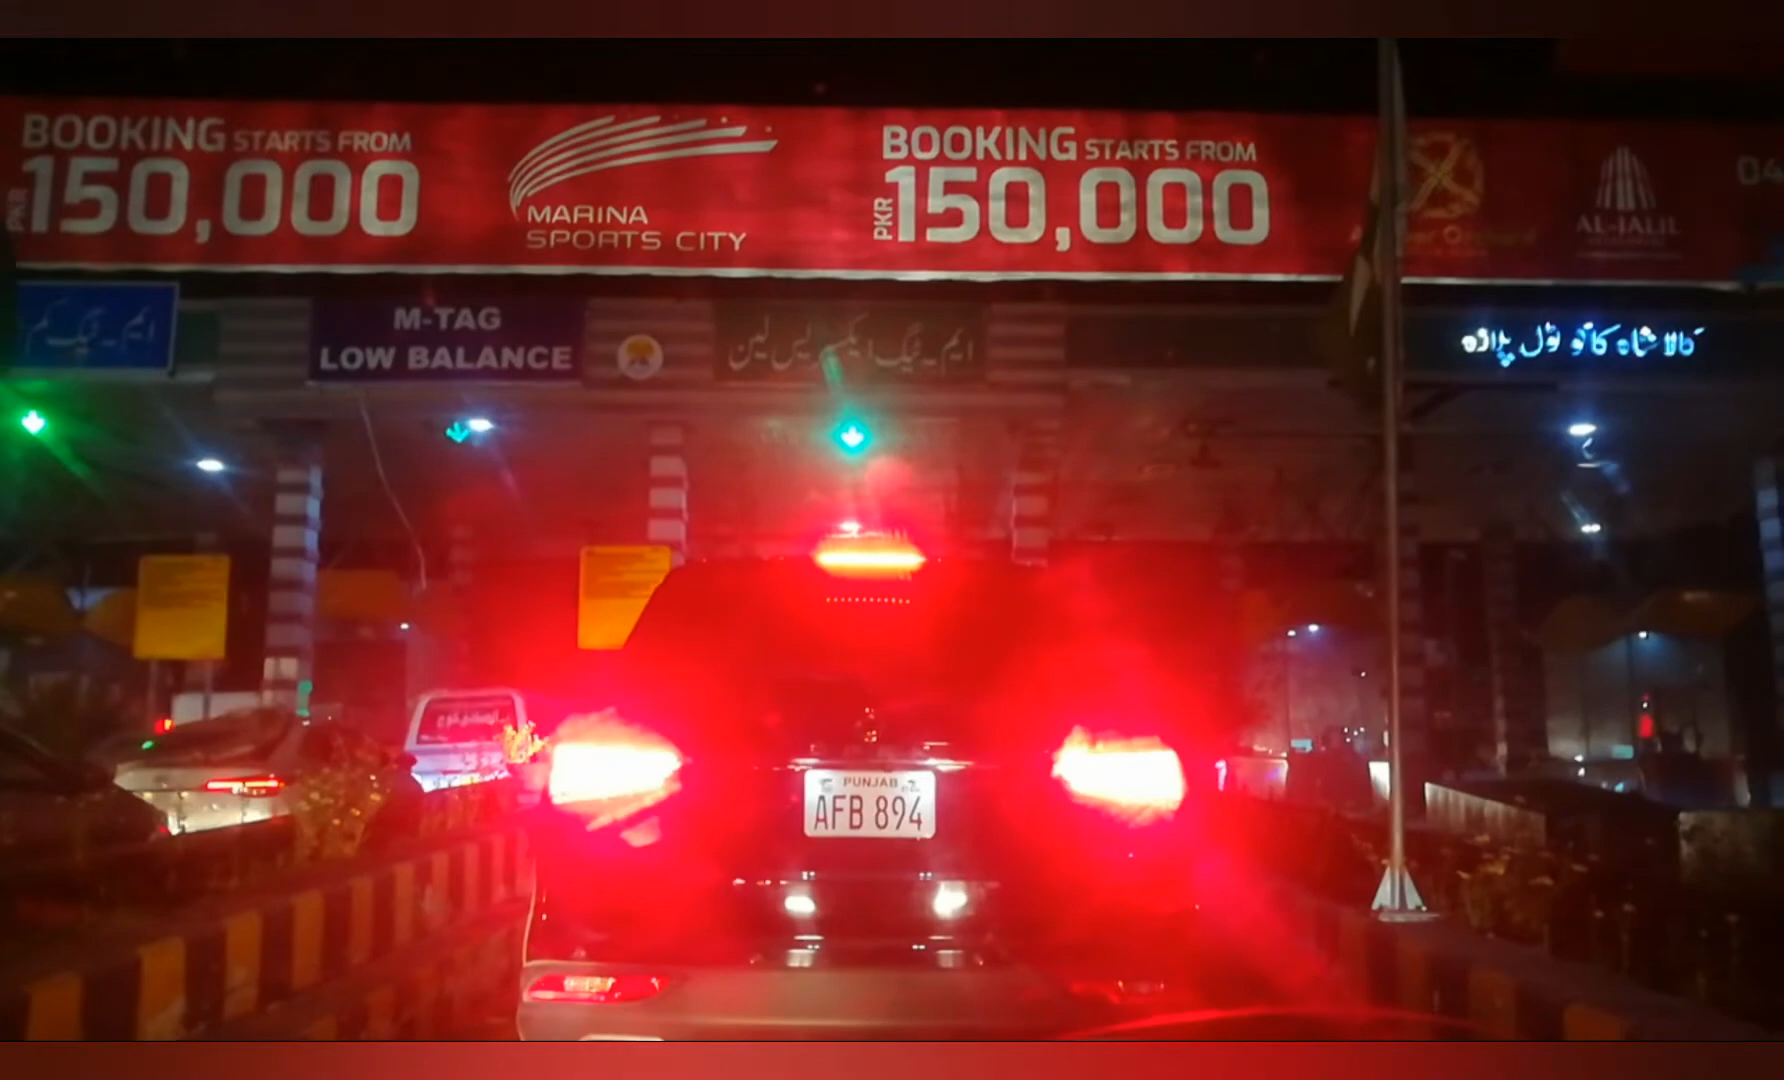 BOOKING STARTS FROM
PKR 150,000
MARINA
SPORTS CITY
BOOKING STARTS FROM
PKR 150,000
AL-JALIL
04
M-TAG
LOW BALANCE
ایم-ٹیگ ایکسپریس لین
کالا شاہ کاکو ٹول پلازہ
PUNJAB
AFB 894